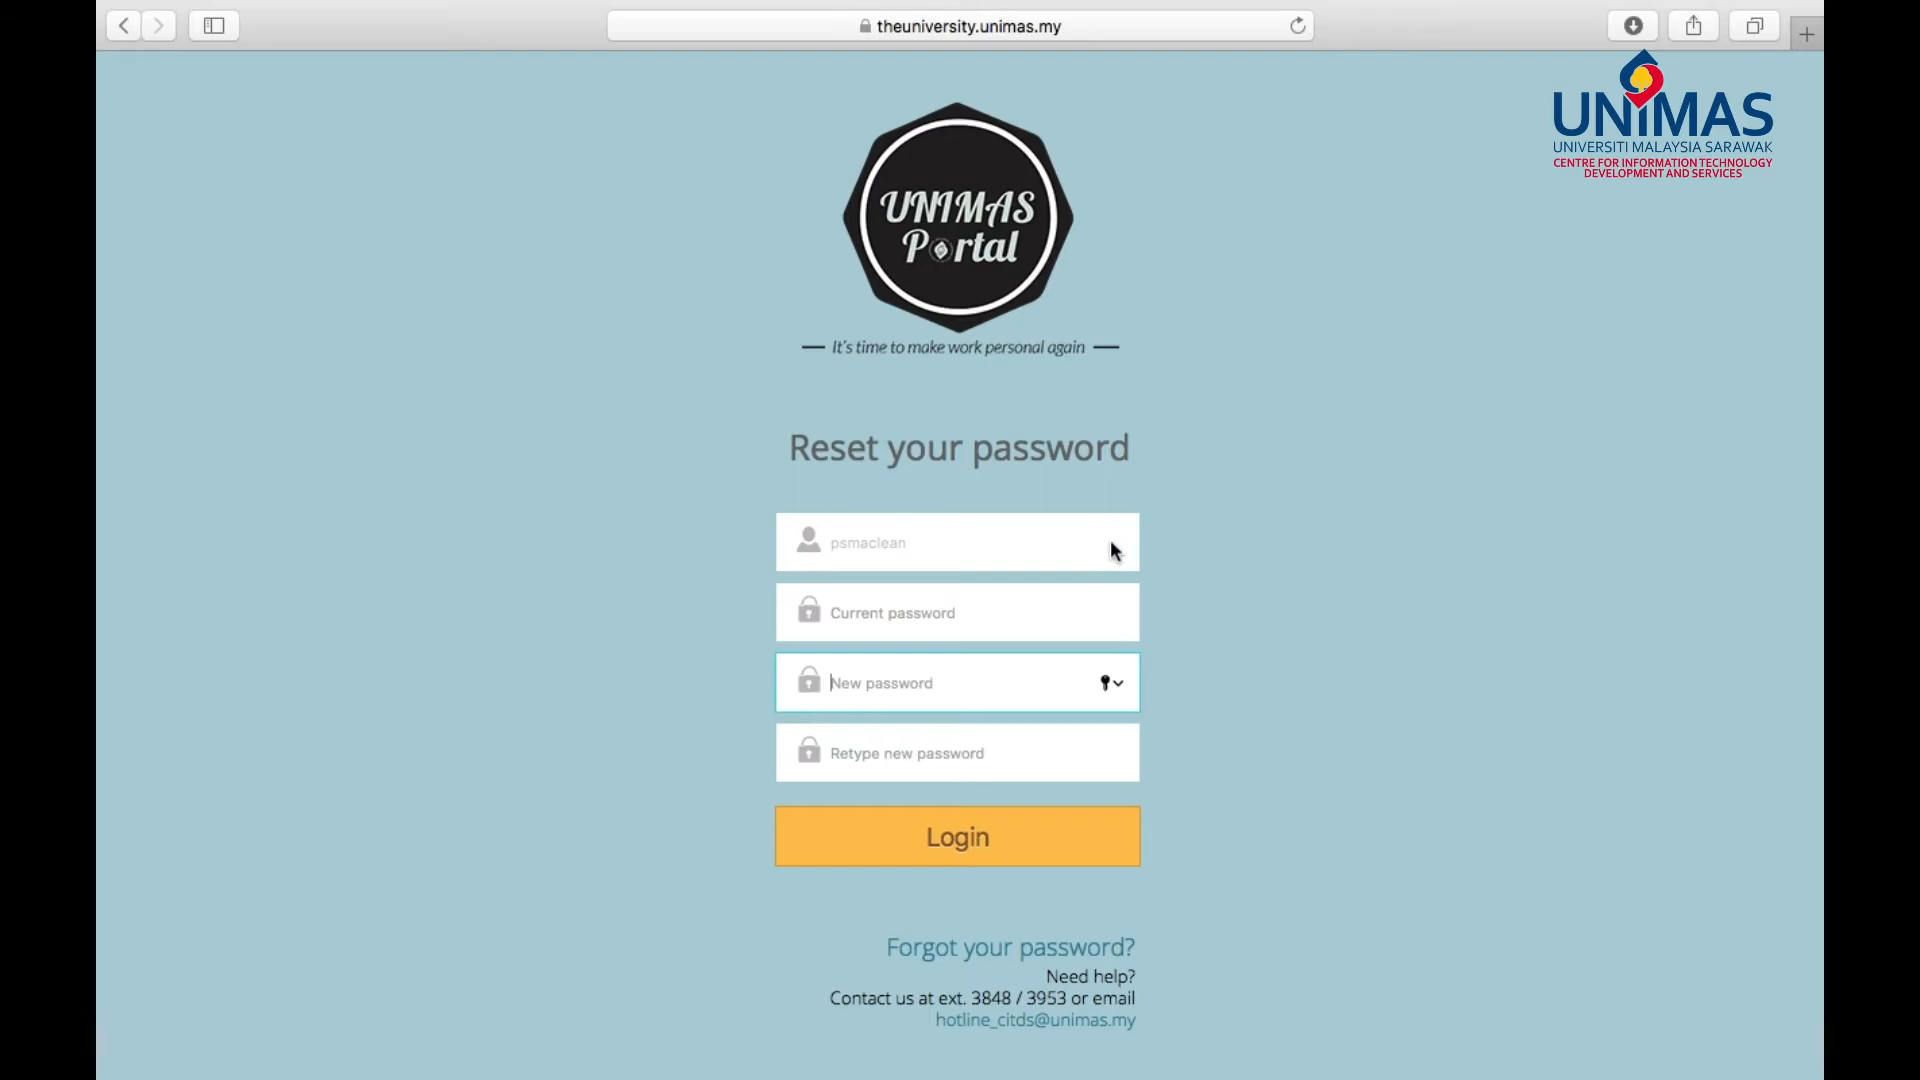 theuniversity.unimas.my
UNIMAS
UNIVERSITI MALAYSIA SARAWAK
CENTRE FOR INFORMATION TECHNOLOGY
DEVELOPMENT AND SERVICES
UNIMAS
Portal
It's time to make work personal again
Reset your password
psmaclean
Current password
New password
Retype new password
Login
Forgot your password?
Need help?
Contact us at ext. 3848 / 3953 or email
hotline_citds@unimas.my